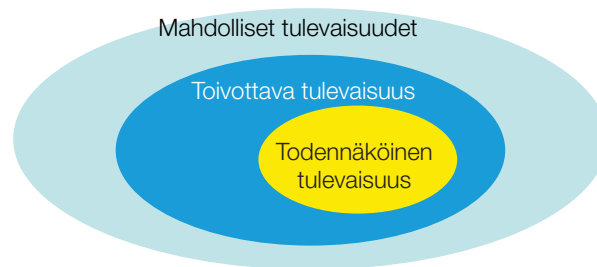 Mahdolliset tulevaisuudet
Toivottava tulevaisuus
Todennäköinen
tulevaisuus